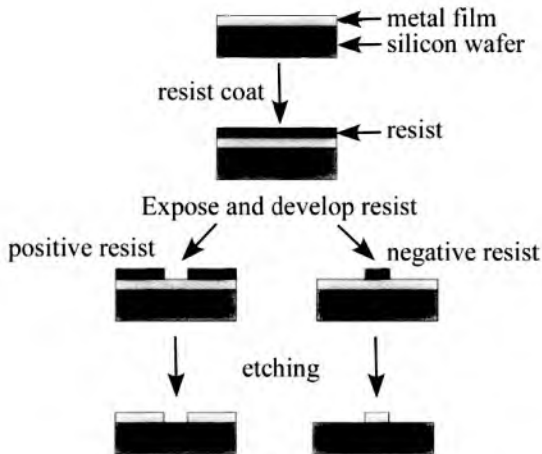 metal film
silicon wafer
resist coat
resist
Expose and develop resist
positive resist
negative resist
etching